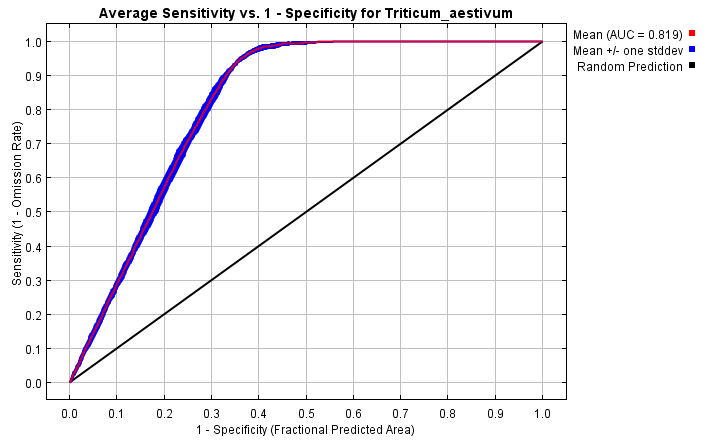 Average Sensitivity vs. 1 - Specificity for Triticum_aestivum
Mean (AUC = 0.819)
Mean +/- one stddev
Random Prediction
Sensitivity (1 - Omission Rate)
1.0
0.9
0.8
0.7
0.6
0.5
0.4
0.3
0.2
0.1
0.0
0.0 0.1 0.2 0.3 0.4 0.5 0.6 0.7 0.8 0.9 1.0
1 - Specificity (Fractional Predicted Area)